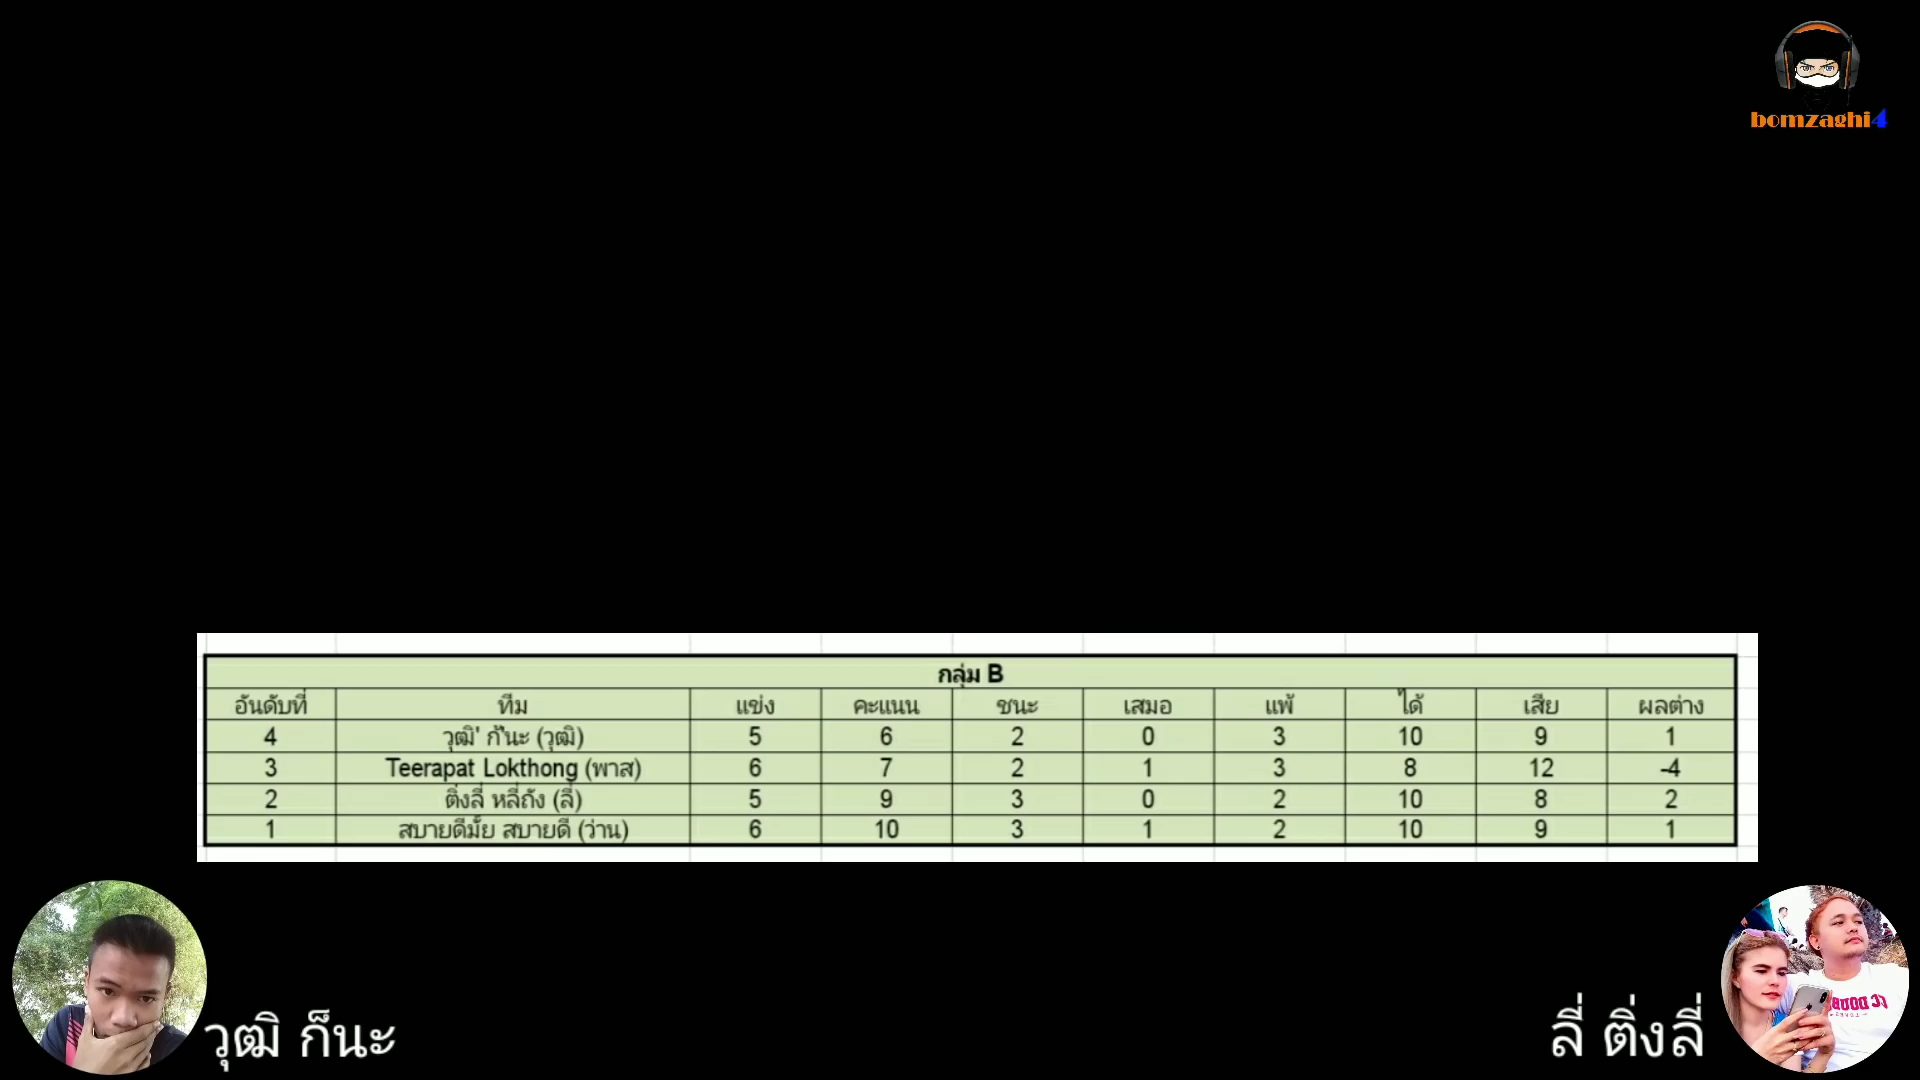 bomzaghi4
กลุ่ม B
อันดับที่ ทีม แข่ง คะแนน ชนะ เสมอ แพ้ ได้ เสีย ผลต่าง
4 วุฒิ' ก็'นะ (วุฒิ) 5 6 2 0 3 10 9 1
3 Teerapat Lokthong (พาส) 6 7 2 1 3 8 12 -4
2 ติ่งลี่ หลี่ถัง (ลี่) 5 9 3 0 2 10 8 2
1 สบายดีมั้ย สบายดี (ว่าน) 6 10 3 1 2 10 9 1
วุฒิ ก็นะ
ลี่ ติ่งลี่